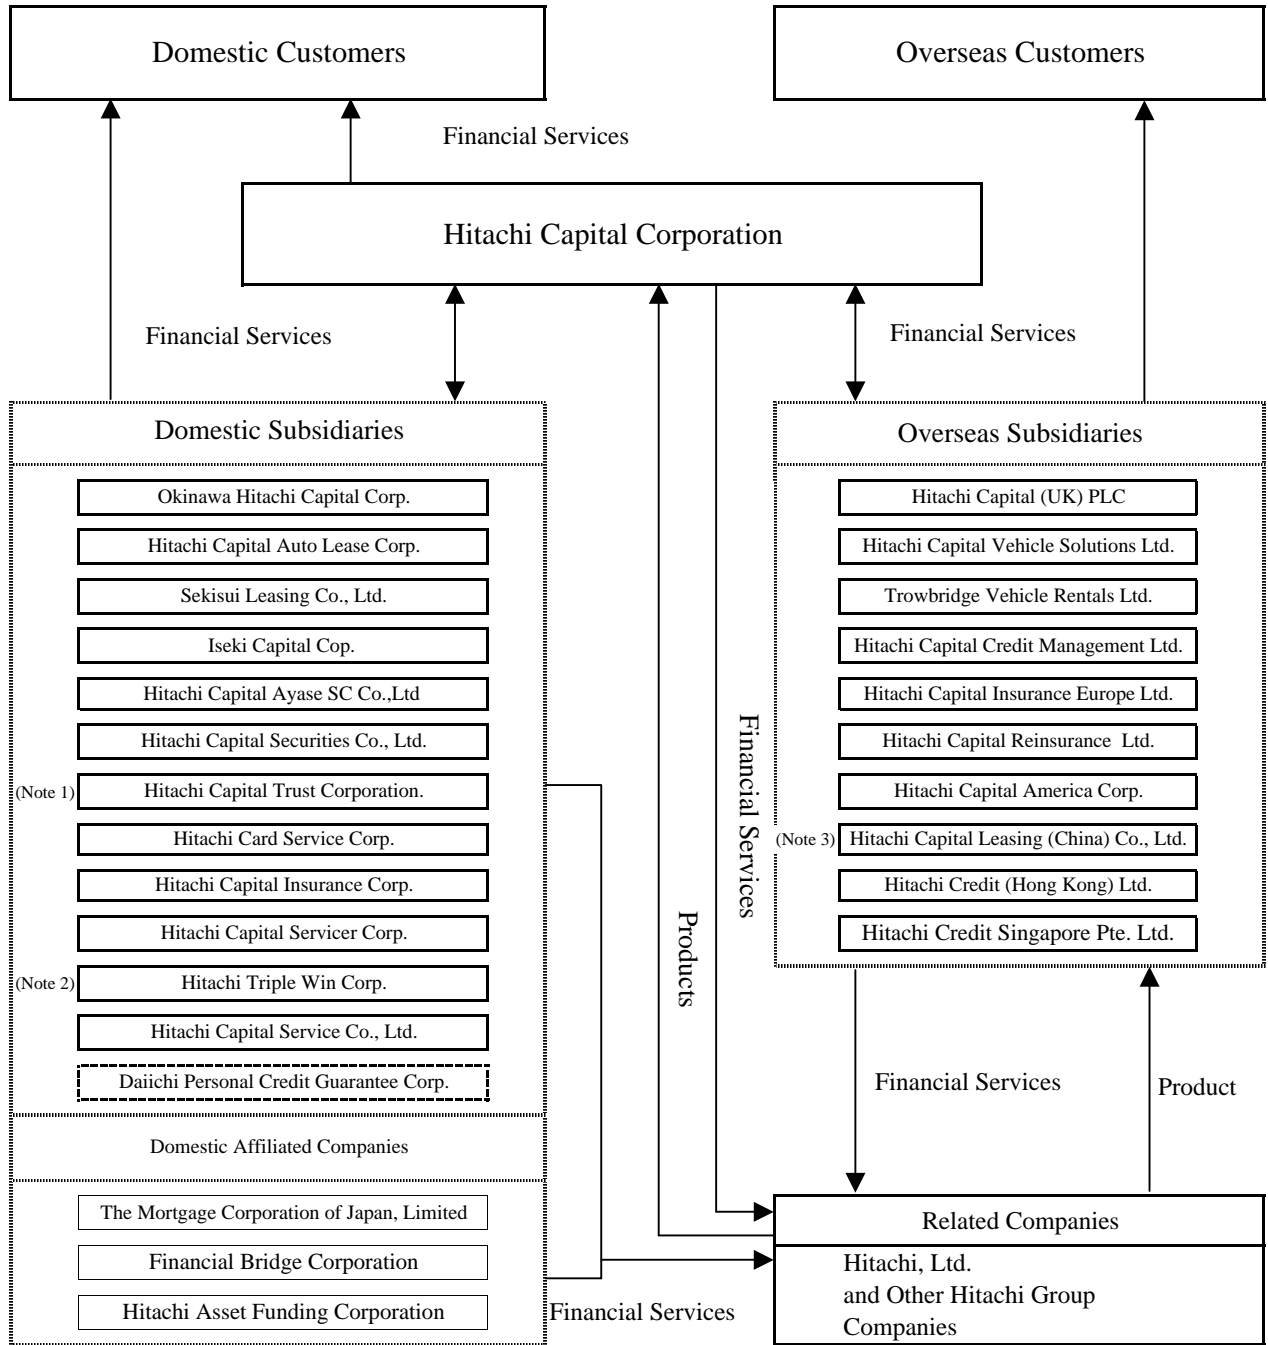 Domestic Customers
Overseas Customers
Financial Services
Hitachi Capital Corporation
Financial Services
Financial Services
Domestic Subsidiaries
Okinawa Hitachi Capital Corp.
Hitachi Capital Auto Lease Corp.
Sekisui Leasing Co., Ltd.
Iseki Capital Cop.
Hitachi Capital Ayase SC Co.,Ltd
Hitachi Capital Securities Co., Ltd.
(Note 1) Hitachi Capital Trust Corporation.
Hitachi Card Service Corp.
Hitachi Capital Insurance Corp.
Hitachi Capital Servicer Corp.
(Note 2) Hitachi Triple Win Corp.
Hitachi Capital Service Co., Ltd.
Daiichi Personal Credit Guarantee Corp.
Domestic Affiliated Companies
The Mortgage Corporation of Japan, Limited
Financial Bridge Corporation
Hitachi Asset Funding Corporation
Financial Services
Products
Financial Services
Overseas Subsidiaries
Hitachi Capital (UK) PLC
Hitachi Capital Vehicle Solutions Ltd.
Trowbridge Vehicle Rentals Ltd.
Hitachi Capital Credit Management Ltd.
Hitachi Capital Insurance Europe Ltd.
Hitachi Capital Reinsurance Ltd.
Hitachi Capital America Corp.
(Note 3) Hitachi Capital Leasing (China) Co., Ltd.
Hitachi Credit (Hong Kong) Ltd.
Hitachi Credit Singapore Pte. Ltd.
Financial Services
Product
Related Companies
Hitachi, Ltd.
and Other Hitachi Group
Companies